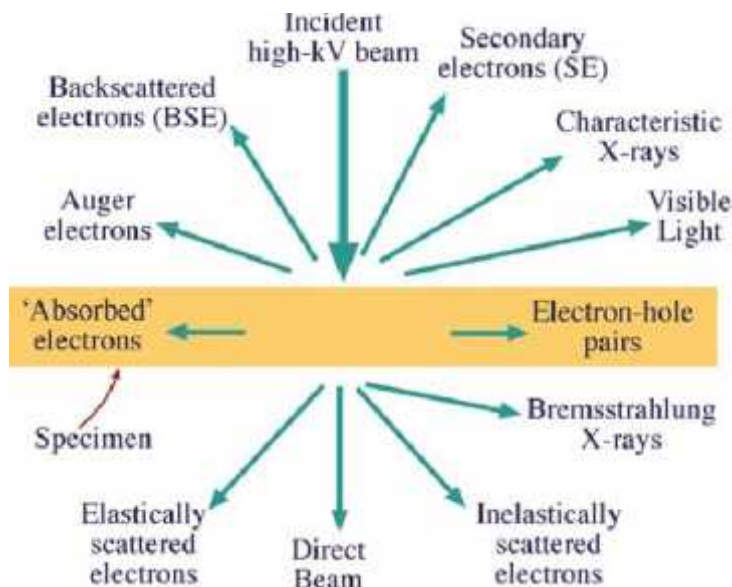 Incident
high-kV beam
Secondary
electrons (SE)
Backscattered
electrons (BSE)
Characteristic
X-rays
Auger
electrons
Visible
Light
‘Absorbed’
electrons
Electron-hole
pairs
Specimen
Bremsstrahlung
X-rays
Elastically
scattered
electrons
Direct
Beam
Inelastically
scattered
electrons